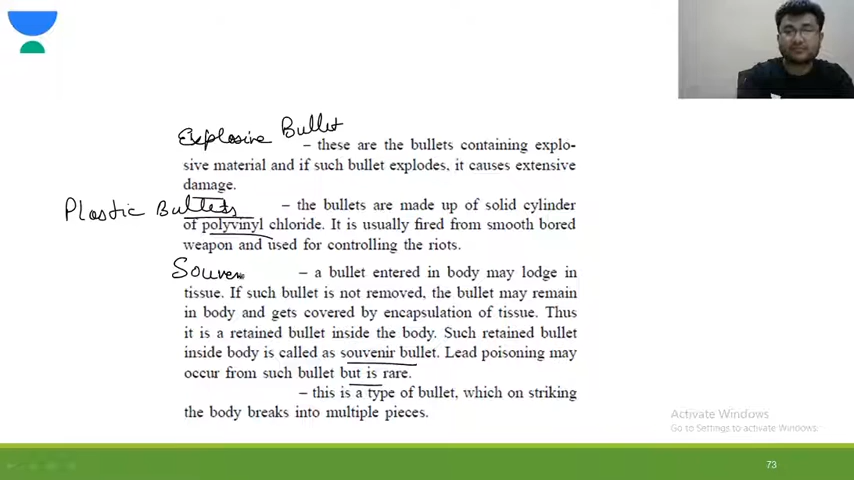 Explosive Bullet
– these are the bullets containing explo-
sive material and if such bullet explodes, it causes extensive
damage.
Plastic Bullets – the bullets are made up of solid cylinder
of polyvinyl chloride. It is usually fired from smooth bored
weapon and used for controlling the riots.
Souven – a bullet entered in body may lodge in
tissue. If such bullet is not removed, the bullet may remain
in body and gets covered by encapsulation of tissue. Thus
it is a retained bullet inside the body. Such retained bullet
inside body is called as souvenir bullet. Lead poisoning may
occur from such bullet but is rare.
– this is a type of bullet, which on striking
the body breaks into multiple pieces.
Activate Windows
Go to Settings to activate Windows.
73